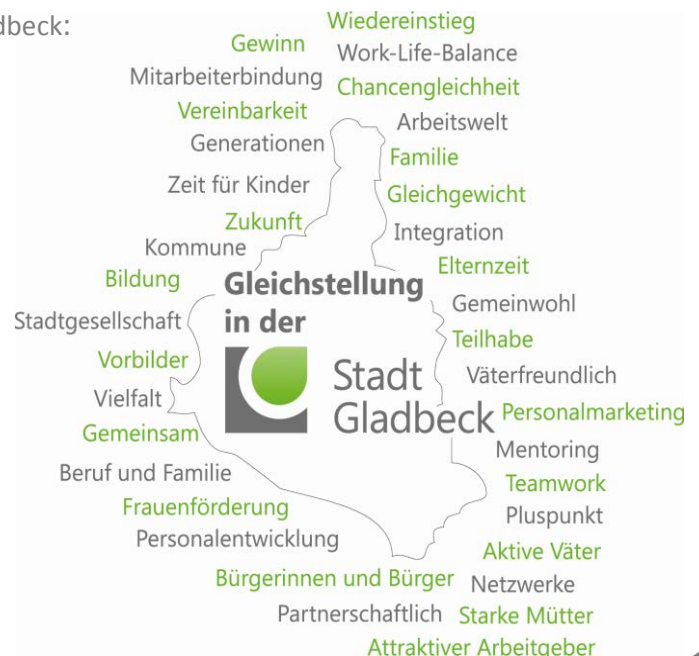 dbeck:
Wiedereinstieg
Gewinn
Work-Life-Balance
Mitarbeiterbindung
Chancengleichheit
Vereinbarkeit
Arbeitswelt
Generationen
Familie
Zeit für Kinder
Gleichgewicht
Zukunft
Integration
Kommune
Elternzeit
Bildung
Gleichstellung
in der
Stadt
Gladbeck
Gemeinwohl
Stadtgesellschaft
Teilhabe
Vorbilder
Väterfreundlich
Vielfalt
Personalmarketing
Gemeinsam
Mentoring
Beruf und Familie
Teamwork
Frauenförderung
Pluspunkt
Personalentwicklung
Aktive Väter
Bürgerinnen und Bürger
Netzwerke
Partnerschaftlich
Starke Mütter
Attraktiver Arbeitgeber